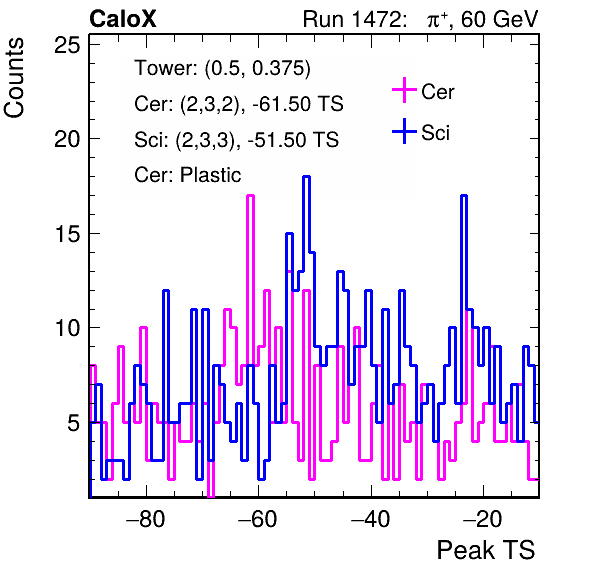 CaloX Run 1472: π⁺, 60 GeV
Counts
25
20
15
10
5
Tower: (0.5, 0.375)
Cer: (2,3,2), -61.50 TS
Sci: (2,3,3), -51.50 TS
Cer: Plastic
Cer
Sci
−80 −60 −40 −20
Peak TS